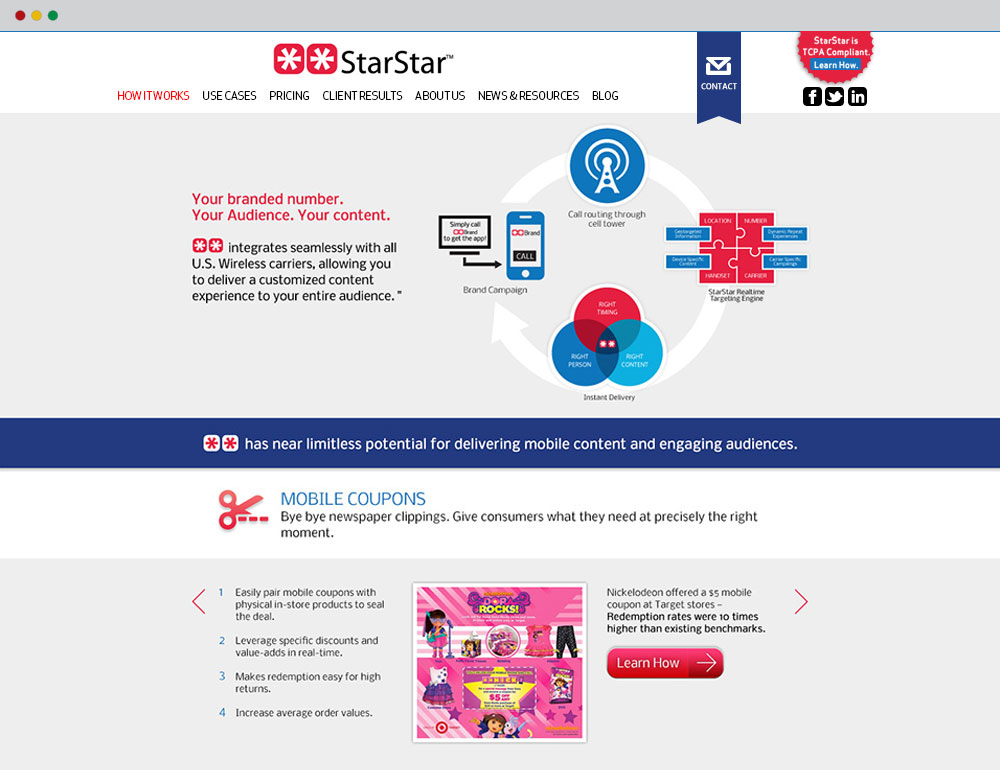 StarStar™
CONTACT
StarStar is
TCPA Compliant.
Learn How.
HOW IT WORKS USE CASES PRICING CLIENT RESULTS ABOUT US NEWS & RESOURCES BLOG
Your branded number.
Your Audience. Your content.
integrates seamlessly with all
U.S. Wireless carriers, allowing you
to deliver a customized content
experience to your entire audience. "
Simply call
Brand
to get the app!
Brand
CALL
Brand Campaign
Call routing through
cell tower
LOCATION NUMBER
HANDSET CARRIER
Geotargeted
Information
Dynamic Repeat
Experiences
Device Specific
Content
Carrier Specific
Campaigns
StarStar Realtime
Targeting Engine
RIGHT
TIMING
RIGHT
PERSON
RIGHT
CONTENT
Instant Delivery
has near limitless potential for delivering mobile content and engaging audiences.
MOBILE COUPONS
Bye bye newspaper clippings. Give consumers what they need at precisely the right
moment.
1 Easily pair mobile coupons with
physical in-store products to seal
the deal.
2 Leverage specific discounts and
value-adds in real-time.
3 Makes redemption easy for high
returns.
4 Increase average order values.
DORA
ROCKS!
$5 OFF
Nickelodeon offered a $5 mobile
coupon at Target stores –
Redemption rates were 10 times
higher than existing benchmarks.
Learn How